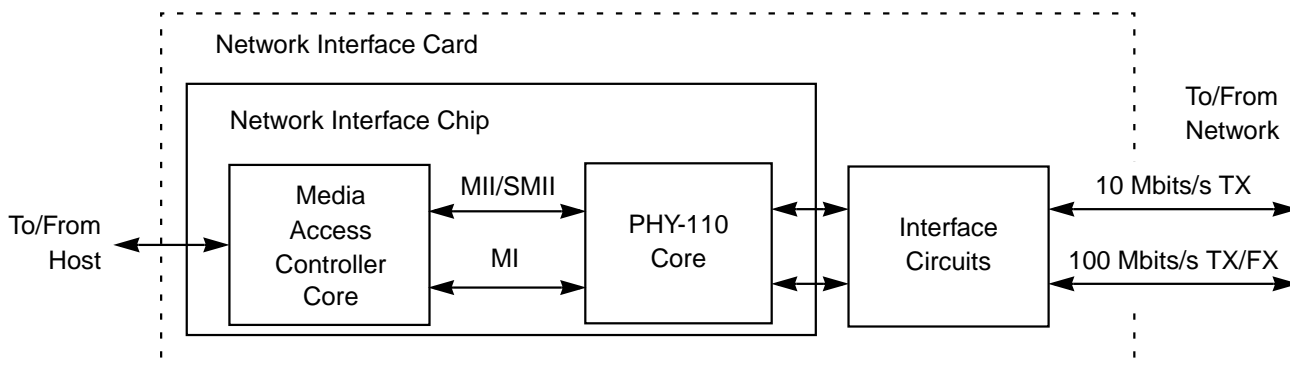 Network Interface Card
Network Interface Chip
To/From
Host
Media
Access
Controller
Core
MII/SMII
MI
PHY-110
Core
Interface
Circuits
To/From
Network
10 Mbits/s TX
100 Mbits/s TX/FX